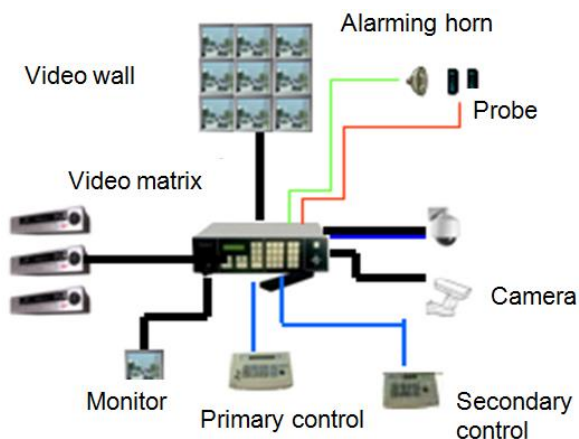 Alarming horn
Video wall
Probe
Video matrix
Camera
Monitor
Primary control
Secondary
control